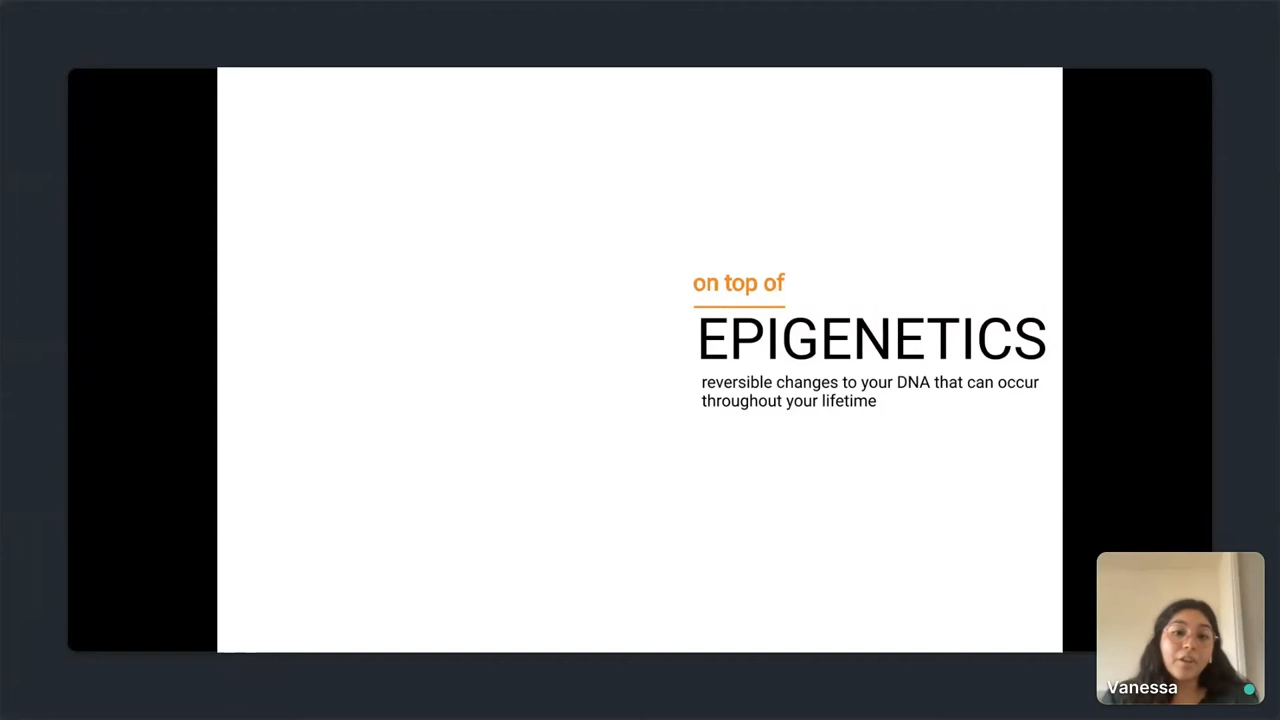 on top of
EPIGENETICS
reversible changes to your DNA that can occur
throughout your lifetime
Vanessa